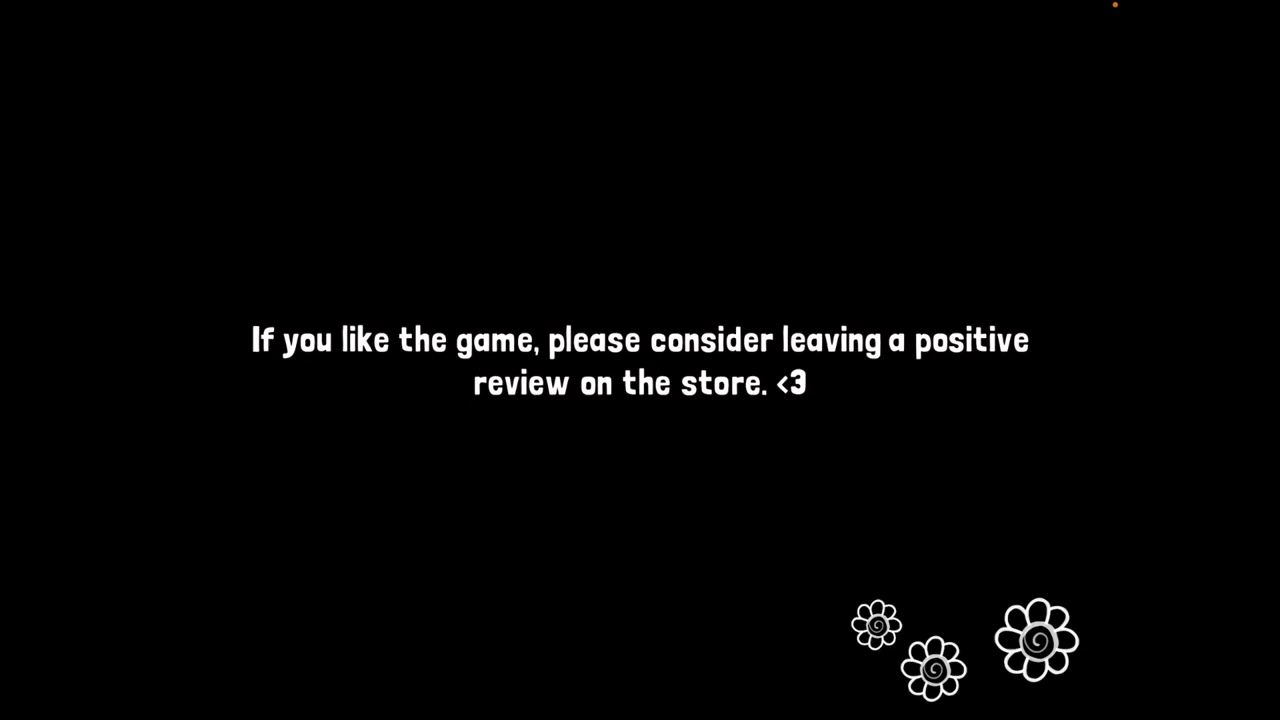 If you like the game, please consider leaving a positive
review on the store. <3